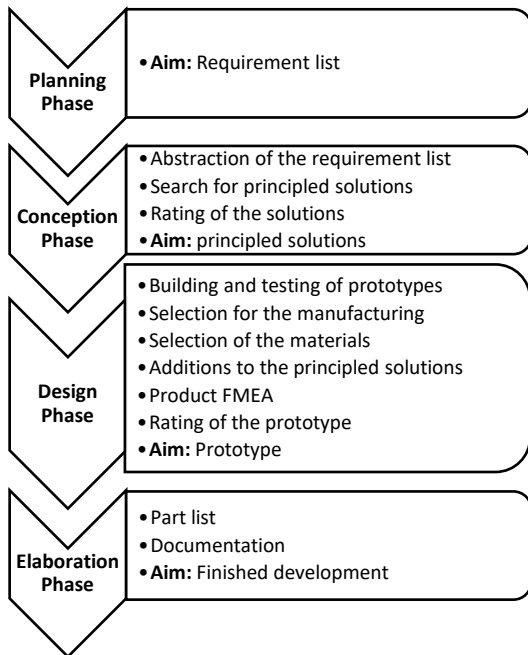 Planning
Phase
• Aim: Requirement list
Conception
Phase
• Abstraction of the requirement list
• Search for principled solutions
• Rating of the solutions
• Aim: principled solutions
Design
Phase
• Building and testing of prototypes
• Selection for the manufacturing
• Selection of the materials
• Additions to the principled solutions
• Product FMEA
• Rating of the prototype
• Aim: Prototype
Elaboration
Phase
• Part list
• Documentation
• Aim: Finished development